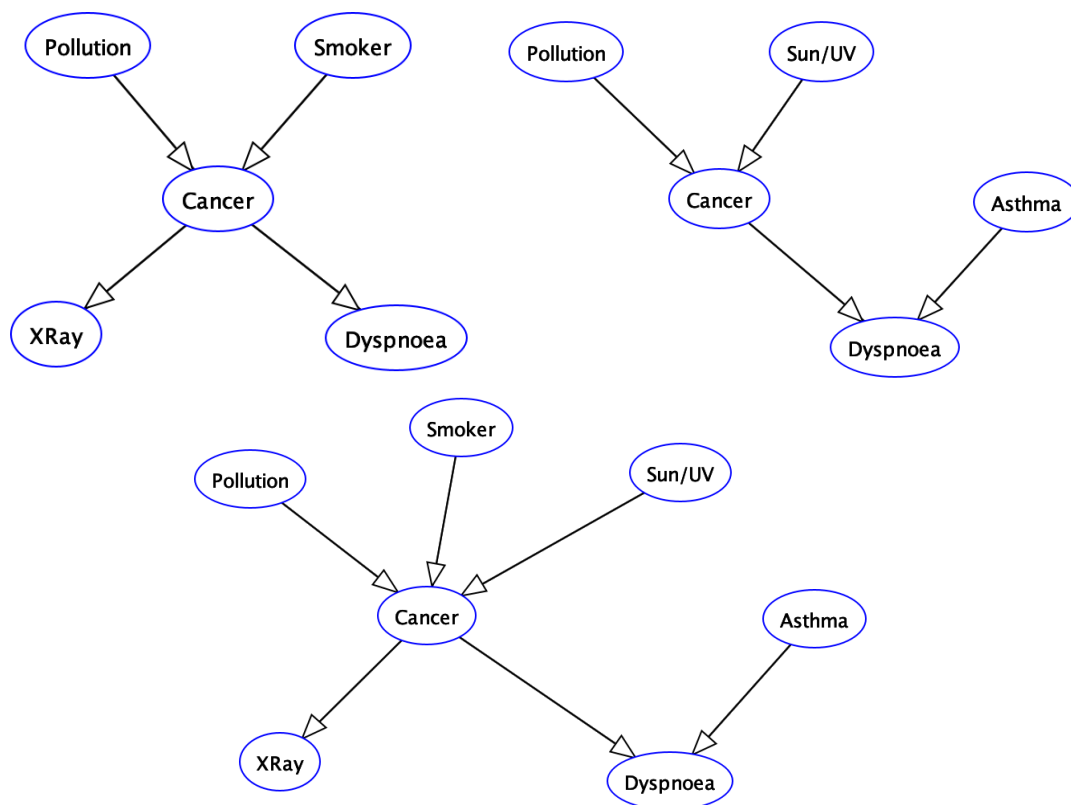 Pollution
Smoker
Cancer
XRay
Dyspnoea
Pollution
Sun/UV
Cancer
Asthma
Dyspnoea
Smoker
Pollution
Sun/UV
Cancer
Asthma
XRay
Dyspnoea